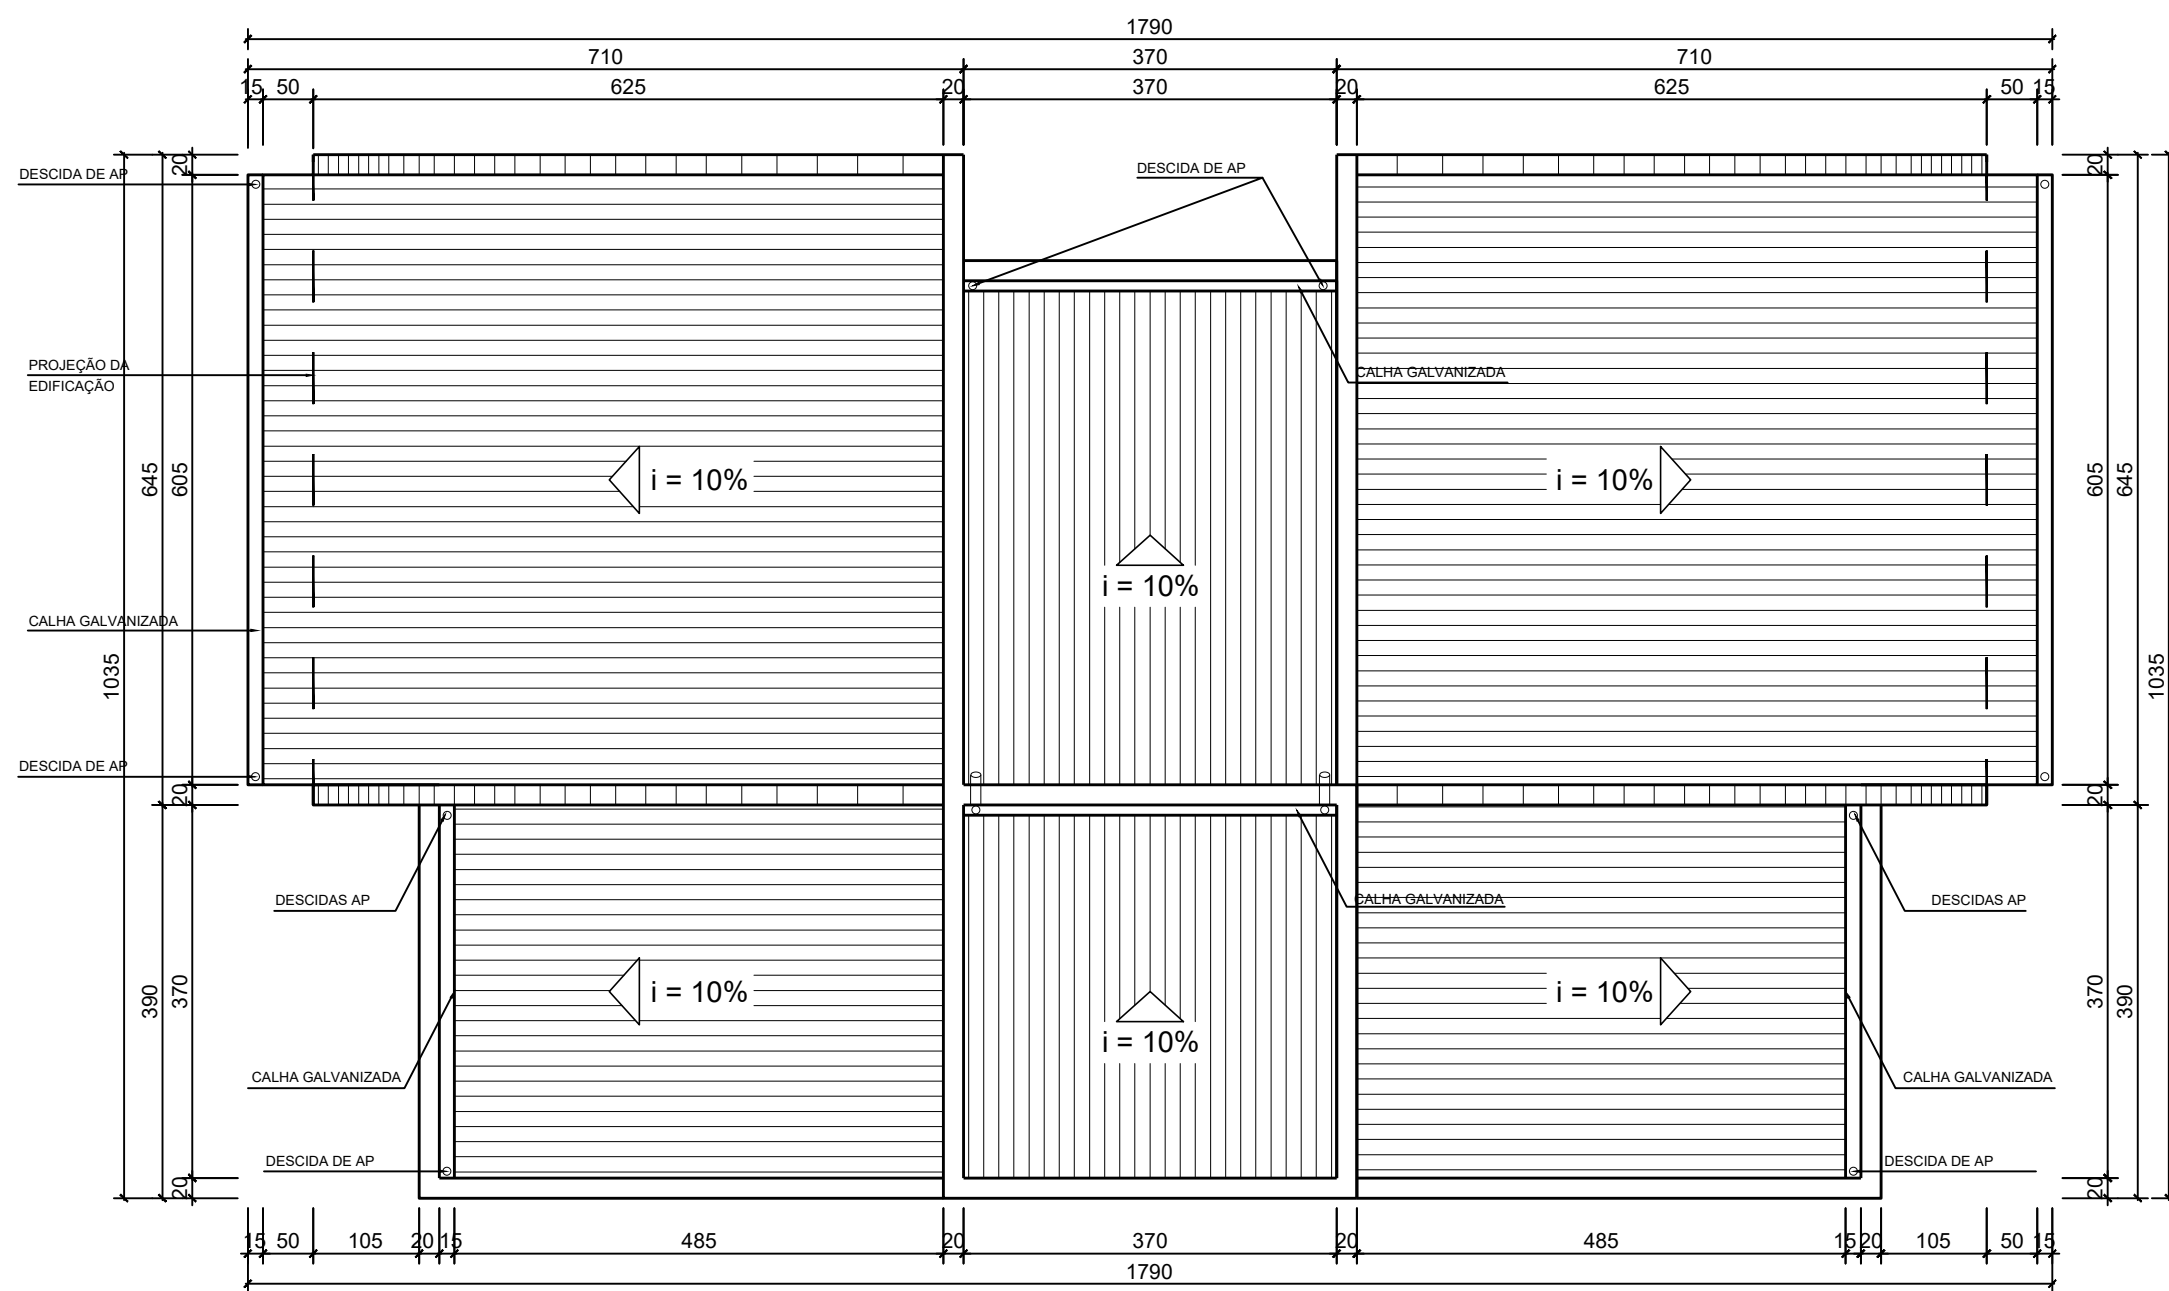 1790
710 370 710
15 50 625 20 370 20 625 50 15
20
DESCIDA DE AP
DESCIDA DE AP
20
PROJEÇÃO DA
EDIFICAÇÃO
CALHA GALVANIZADA
645
605
i = 10%
i = 10%
605
645
i = 10%
CALHA GALVANIZADA
1035
1035
DESCIDA DE AP
20
20
DESCIDAS AP
CALHA GALVANIZADA
DESCIDAS AP
390
370
i = 10%
i = 10%
i = 10%
370
390
CALHA GALVANIZADA
CALHA GALVANIZADA
DESCIDA DE AP
DESCIDA DE AP
20
20
15 50 105 20 15 485 20 370 20 485 15 20 105 50 15
1790